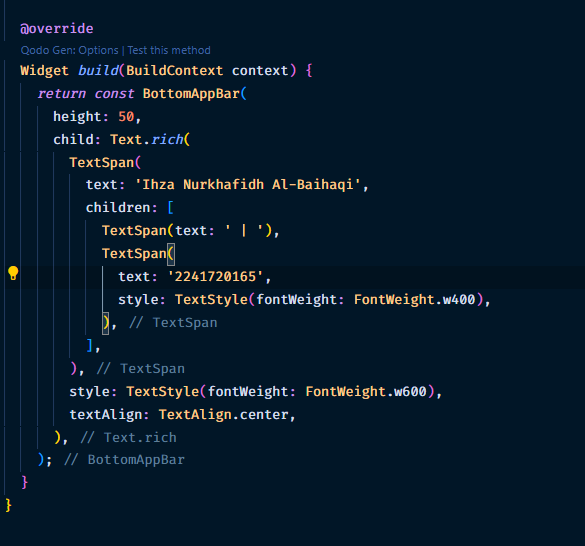 @override
Qodo Gen: Options | Test this method
Widget build(BuildContext context) {
return const BottomAppBar(
height: 50,
child: Text.rich(
TextSpan(
text: 'Ihza Nurkhafidh Al-Baihaqi',
children: [
TextSpan(text: ' | '),
TextSpan(
text: '2241720165',
style: TextStyle(fontWeight: FontWeight.w400),
), // TextSpan
],
), // TextSpan
style: TextStyle(fontWeight: FontWeight.w600),
textAlign: TextAlign.center,
), // Text.rich
); // BottomAppBar
}
}